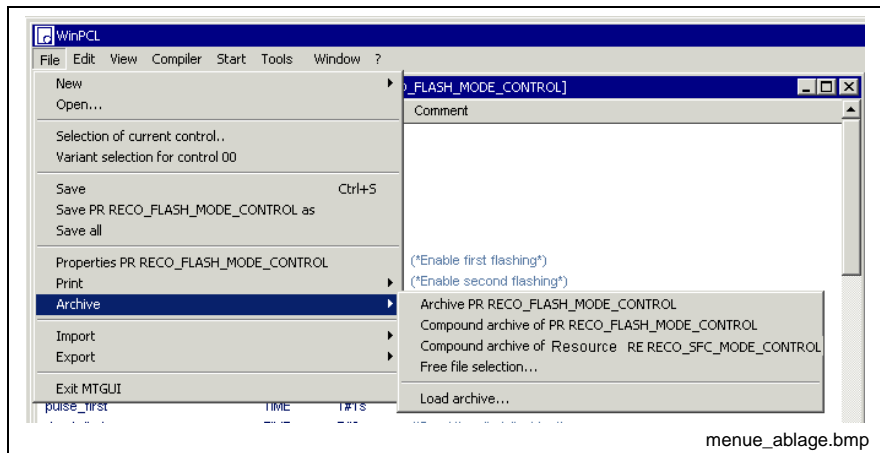 WinPCL
File Edit View Compiler Start Tools Window ?
New
Open...
_FLASH_MODE_CONTROL]
Comment
Selection of current control..
Variant selection for control 00
Save Ctrl+S
Save PR RECO_FLASH_MODE_CONTROL as
Save all
Properties PR RECO_FLASH_MODE_CONTROL
(*Enable first flashing*)
Print
(*Enable second flashing*)
Archive
Archive PR RECO_FLASH_MODE_CONTROL
Compound archive of PR RECO_FLASH_MODE_CONTROL
Compound archive of Resource RE RECO_SFC_MODE_CONTROL
Free file selection...
Load archive...
Import
Export
Exit MTGUI
pulse_first TIME T#1s
menue_ablage.bmp